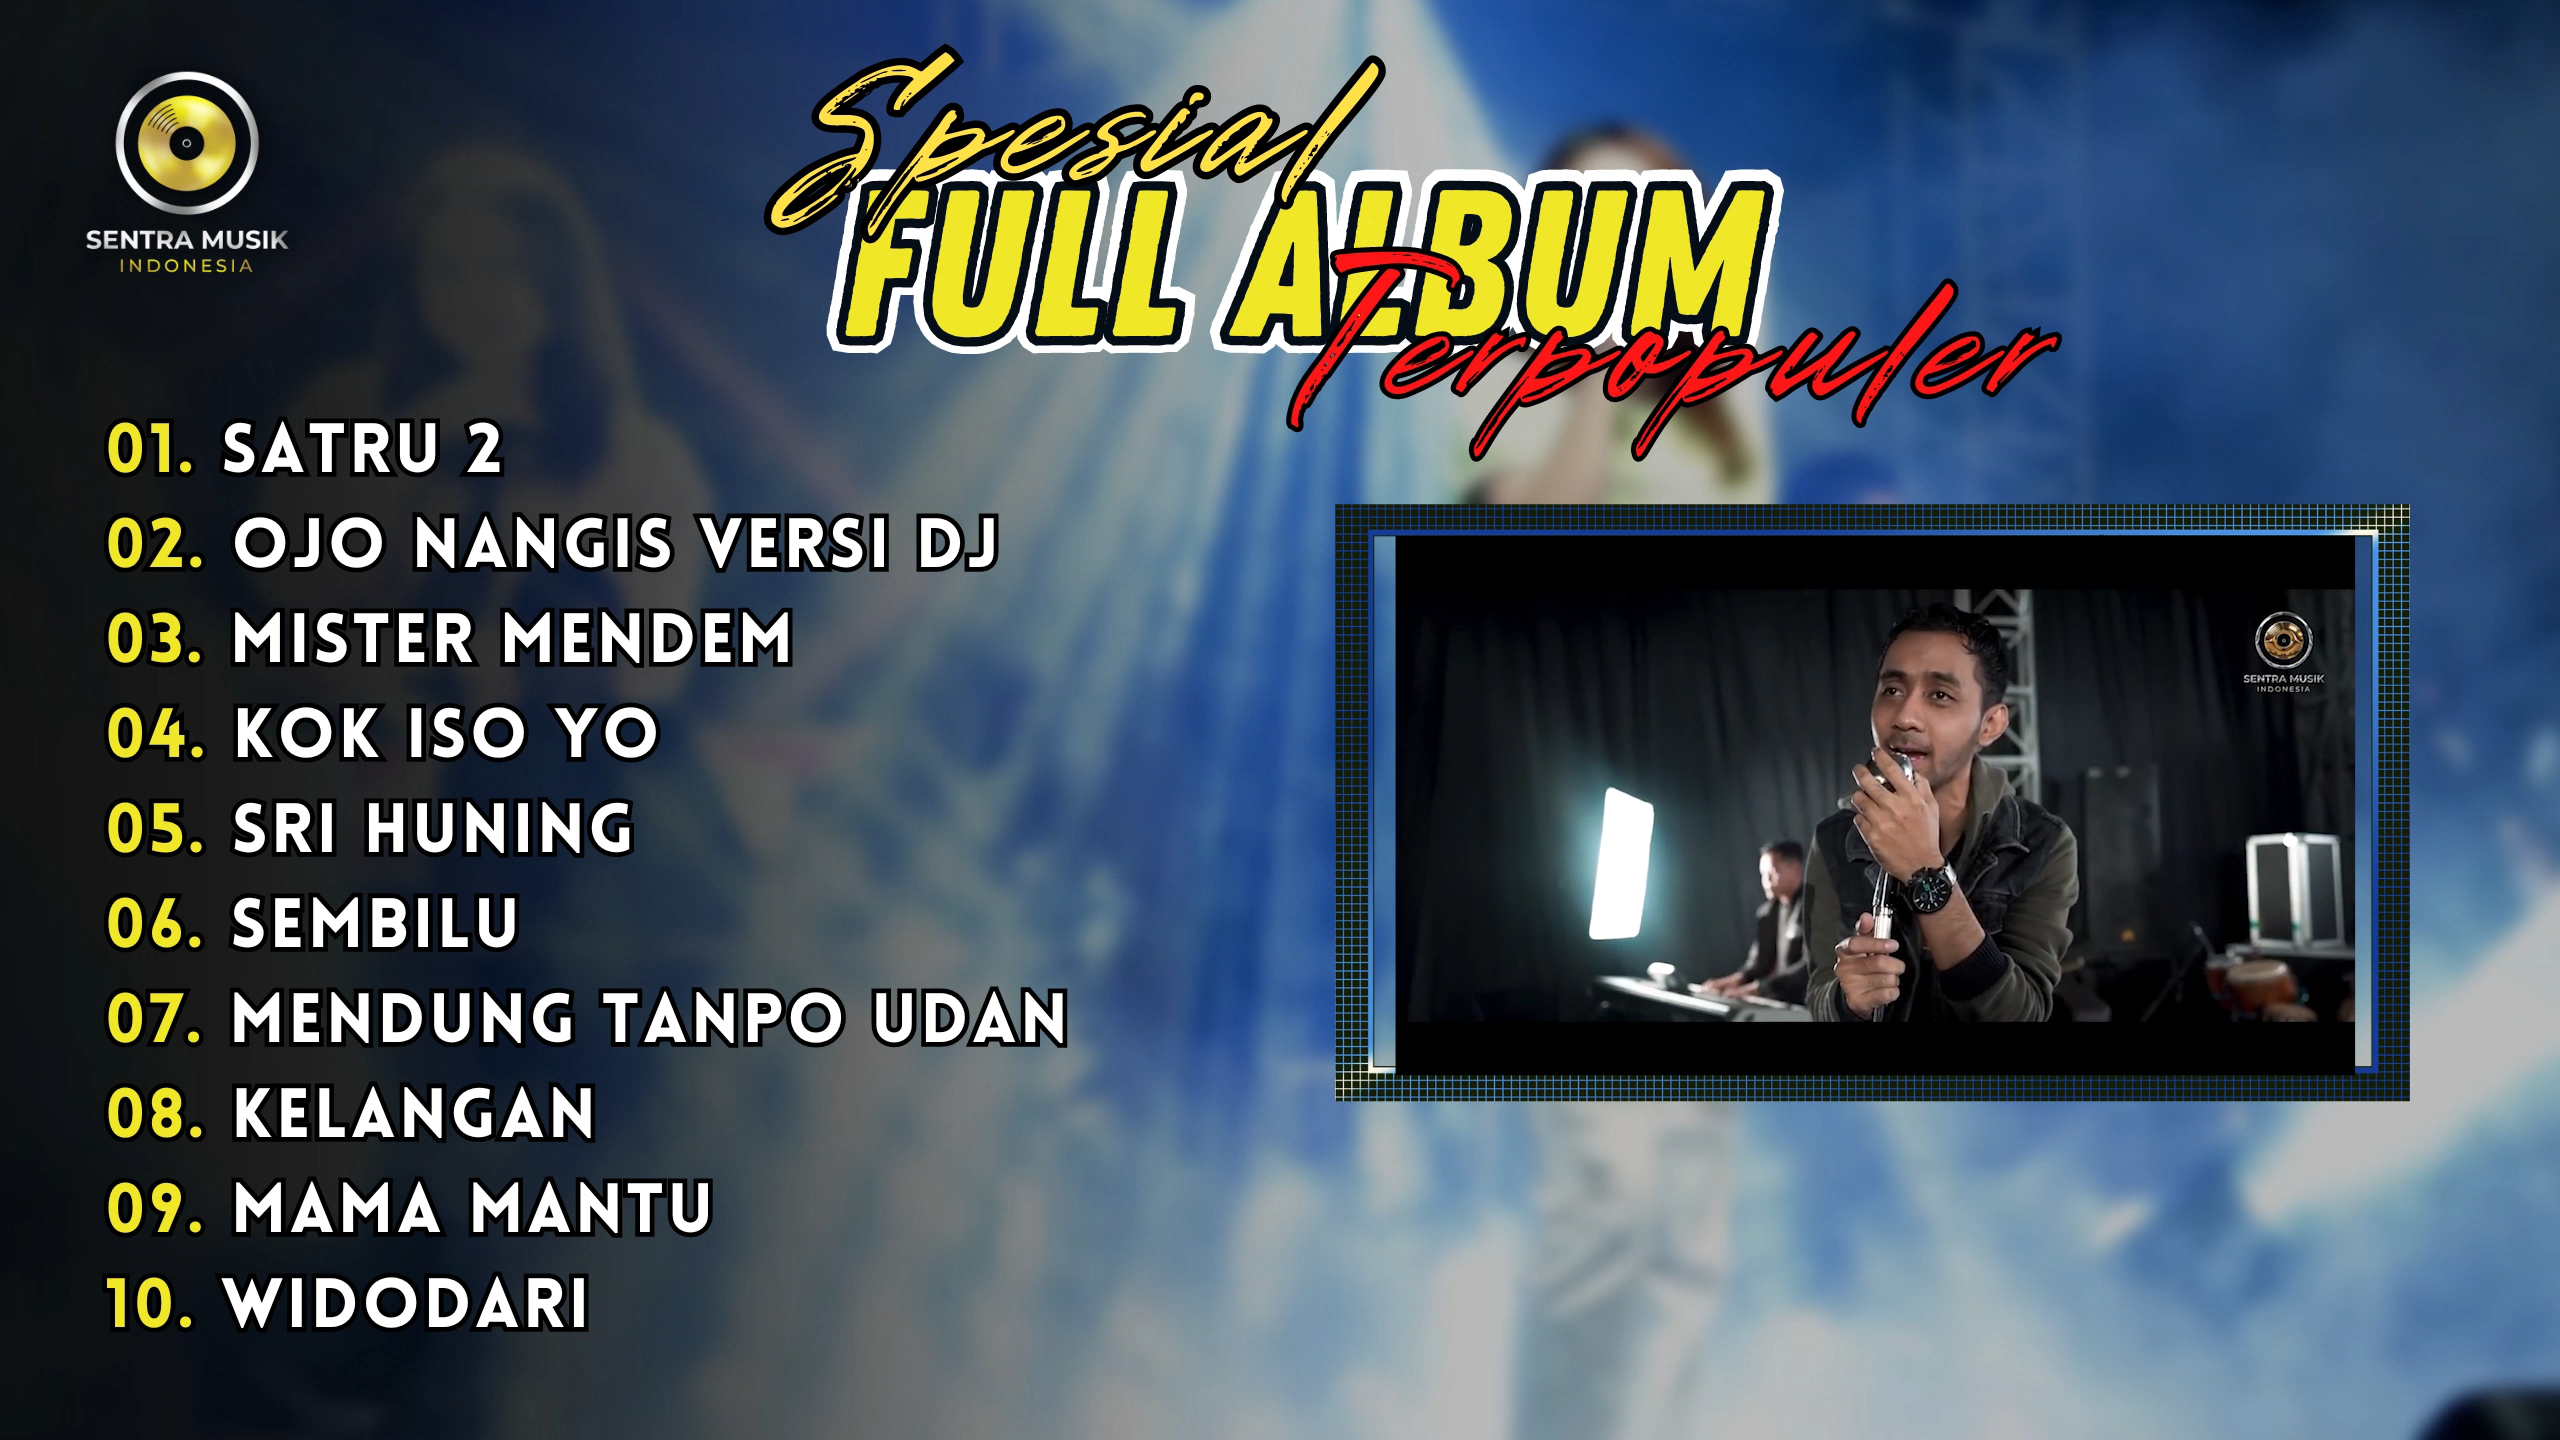 SENTRA MUSIK
INDONESIA
Spesial
FULL ALBUM
Terpopuler
01. SATRU 2
02. OJO NANGIS VERSI DJ
03. MISTER MENDEM
04. KOK ISO YO
05. SRI HUNING
06. SEMBILU
07. MENDUNG TANPO UDAN
08. KELANGAN
09. MAMA MANTU
10. WIDODARI
SENTRA MUSIK
INDONESIA